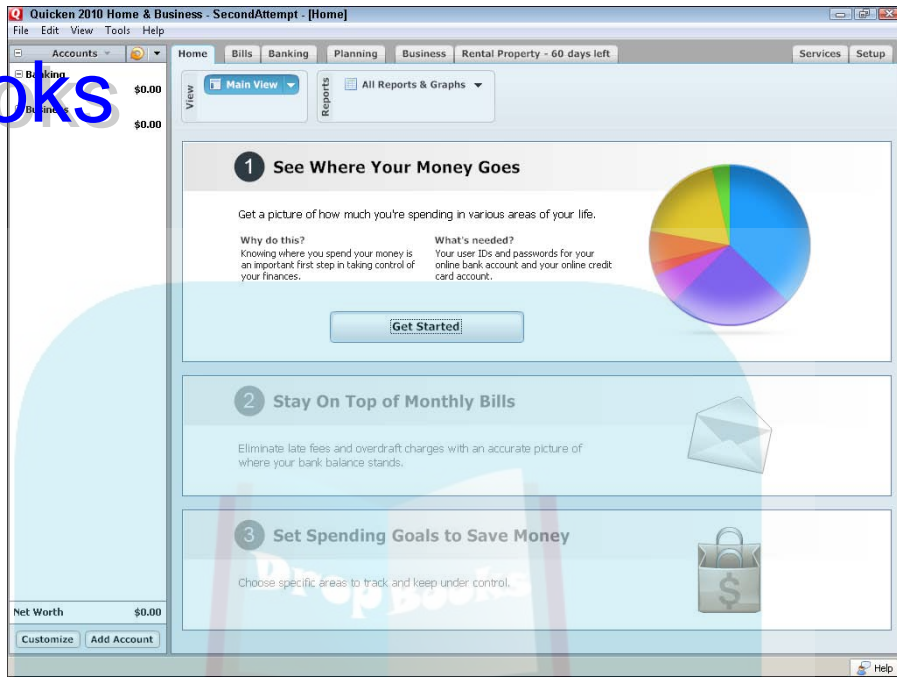 Quicken 2010 Home & Business - SecondAttempt - [Home]
File Edit View Tools Help
Accounts
Home Bills Banking Planning Business Rental Property - 60 days left Services Setup
Banking
$0.00
Business
$0.00
oks
View
Main View
Reports
All Reports & Graphs
1 See Where Your Money Goes
Get a picture of how much you're spending in various areas of your life.
Why do this?
Knowing where you spend your money is
an important first step in taking control of
your finances.
What's needed?
Your user IDs and passwords for your
online bank account and your online credit
card account.
Get Started
2 Stay On Top of Monthly Bills
Eliminate late fees and overdraft charges with an accurate picture of
where your bank balance stands.
3 Set Spending Goals to Save Money
Choose specific areas to track and keep under control.
$
Drop Books
Net Worth $0.00
Customize Add Account
Help